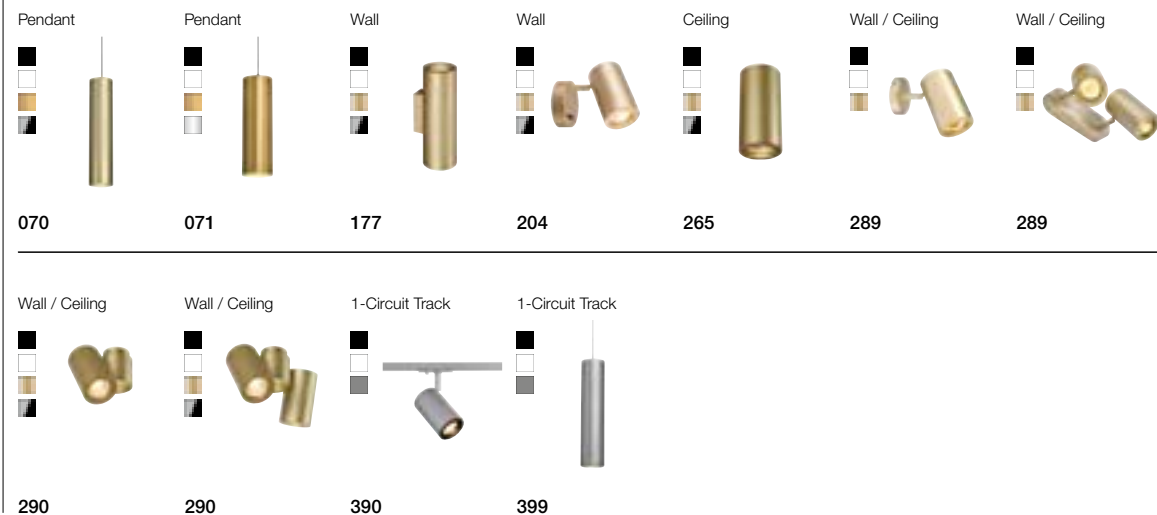 Pendant Pendant Wall Wall Ceiling Wall / Ceiling Wall / Ceiling
070 071 177 204 265 289 289
Wall / Ceiling Wall / Ceiling 1-Circuit Track 1-Circuit Track
290 290 390 399